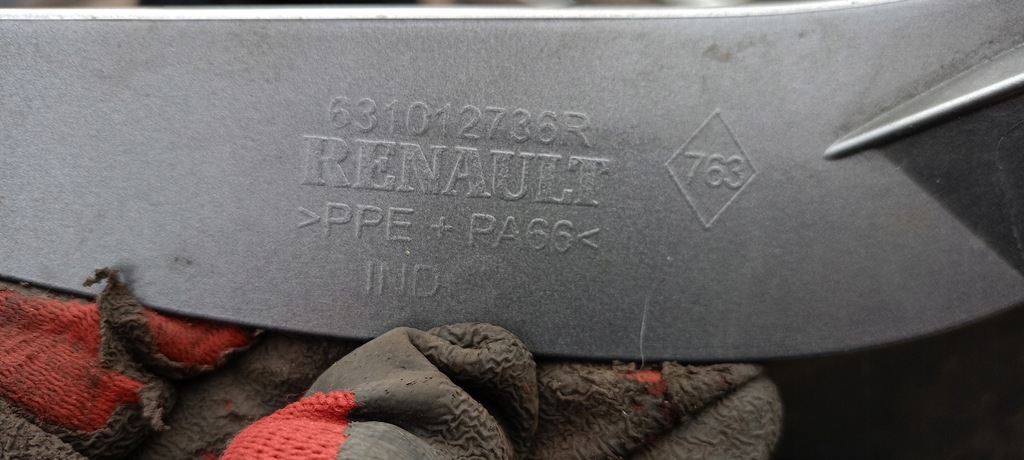 631012736R
RENAULT
>PPE + PA66<
IND
763